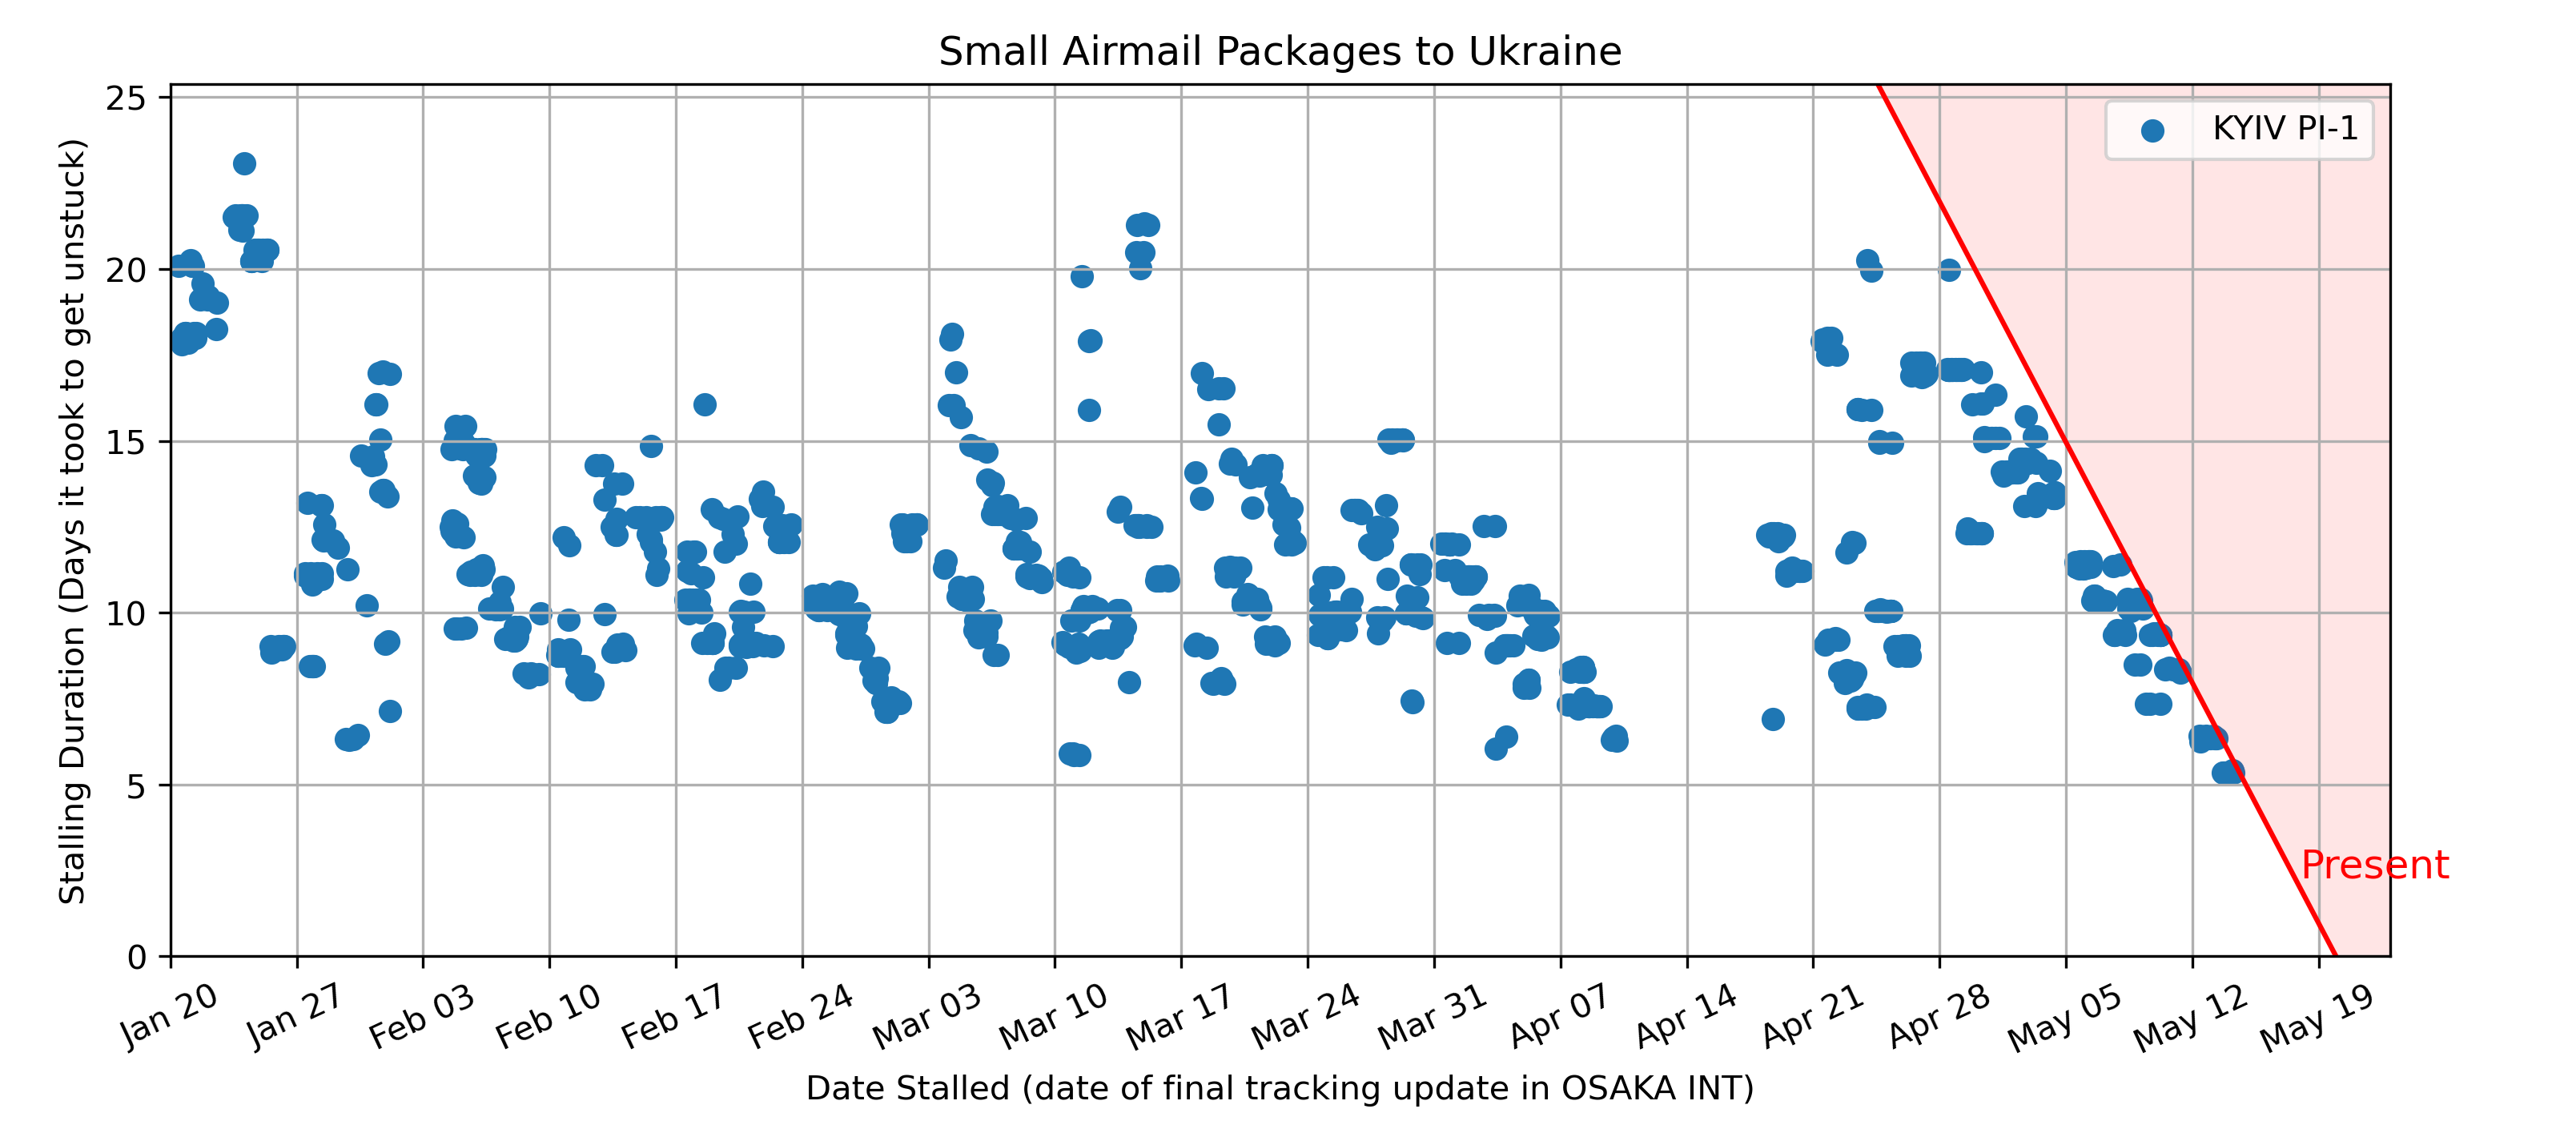 Small Airmail Packages to Ukraine
KYIV PI-1
Stalling Duration (Days it took to get unstuck)
25
20
15
10
5
0
Present
Jan 20
Jan 27
Feb 03
Feb 10
Feb 17
Feb 24
Mar 03
Mar 10
Mar 17
Mar 24
Mar 31
Apr 07
Apr 14
Apr 21
Apr 28
May 05
May 12
May 19
Date Stalled (date of final tracking update in OSAKA INT)